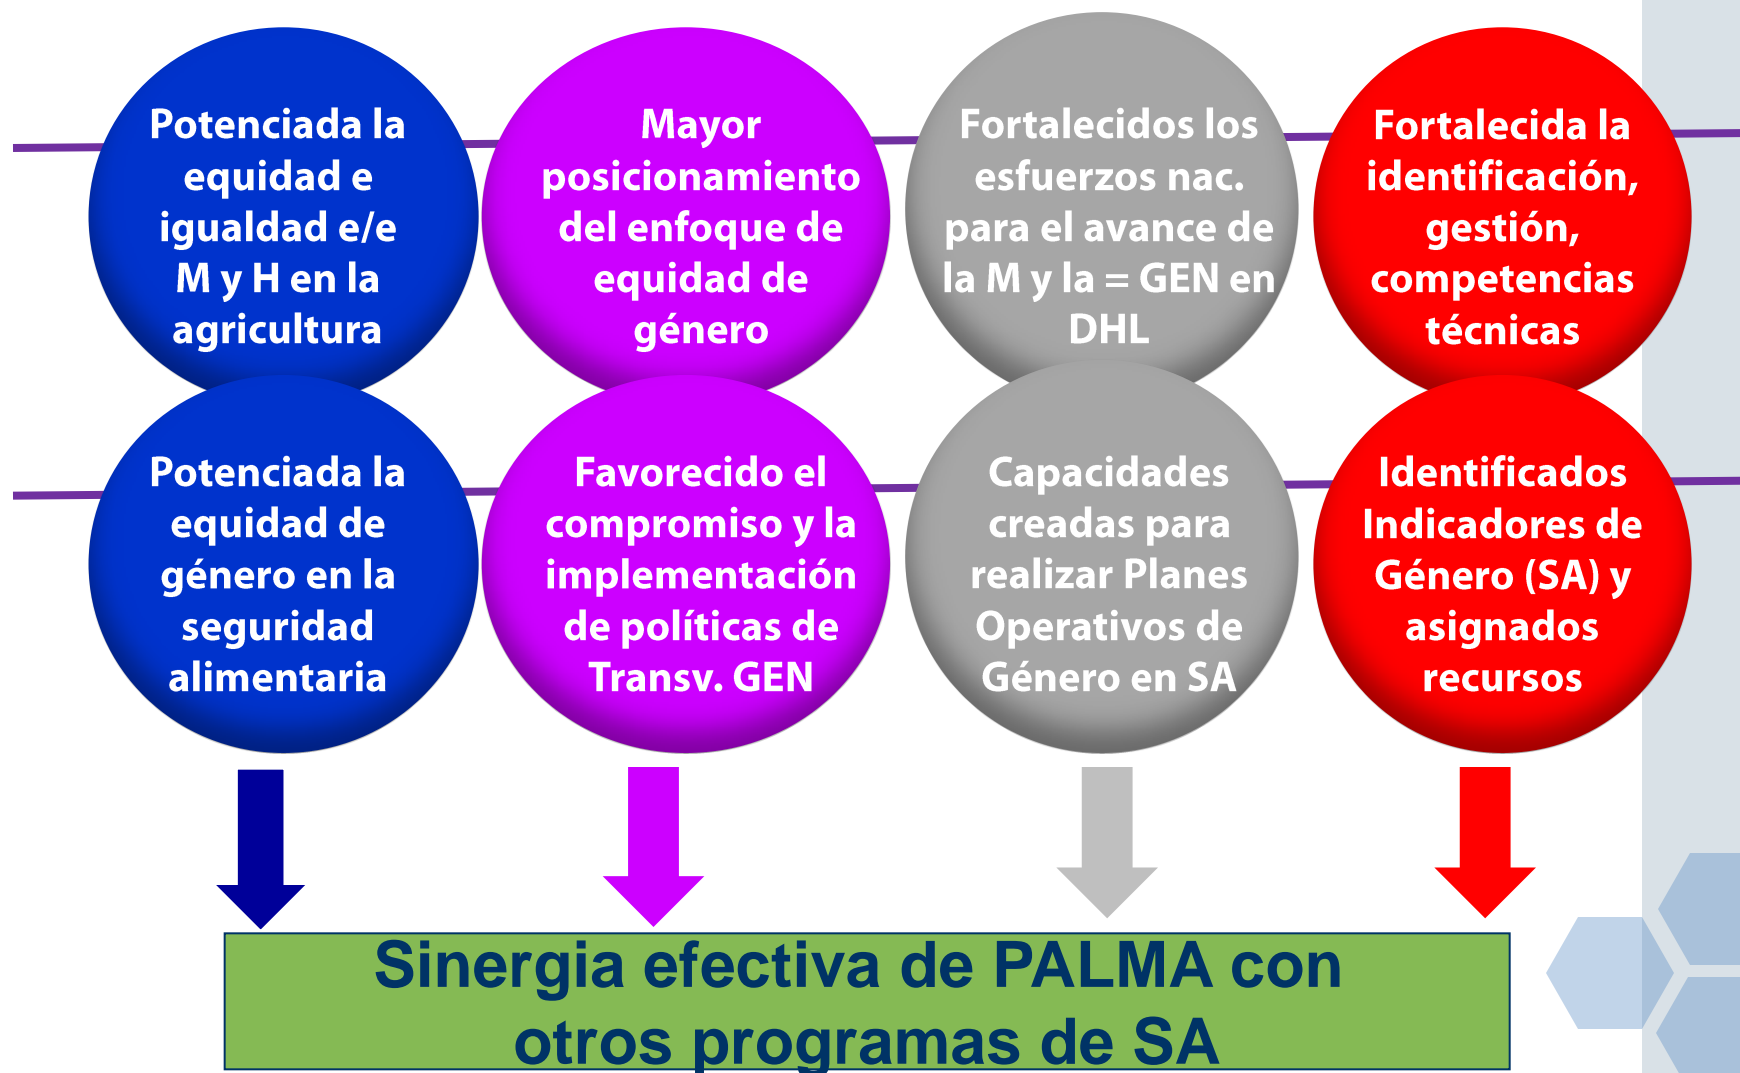 Potenciada la
equidad e
igualdad e/e
M y H en la
agricultura
Mayor
posicionamiento
del enfoque de
equidad de
género
Fortalecidos los
esfuerzos nac.
para el avance de
la M y la = GEN en
DHL
Fortalecida la
identificación,
gestión,
competencias
técnicas
Potenciada la
equidad de
género en la
seguridad
alimentaria
Favorecido el
compromiso y la
implementación
de políticas de
Transv. GEN
Capacidades
creadas para
realizar Planes
Operativos de
Género en SA
Identificados
Indicadores de
Género (SA) y
asignados
recursos
Sinergia efectiva de PALMA con
otros programas de SA